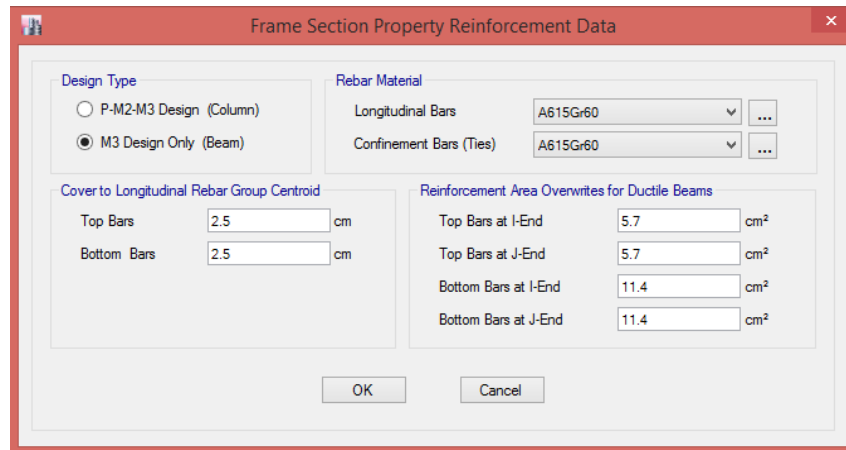 Frame Section Property Reinforcement Data
×
Design Type
P-M2-M3 Design (Column)
M3 Design Only (Beam)
Rebar Material
Longitudinal Bars A615Gr60 ...
Confinement Bars (Ties) A615Gr60 ...
Cover to Longitudinal Rebar Group Centroid
Top Bars 2.5 cm
Bottom Bars 2.5 cm
Reinforcement Area Overwrites for Ductile Beams
Top Bars at I-End 5.7 cm²
Top Bars at J-End 5.7 cm²
Bottom Bars at I-End 11.4 cm²
Bottom Bars at J-End 11.4 cm²
OK Cancel